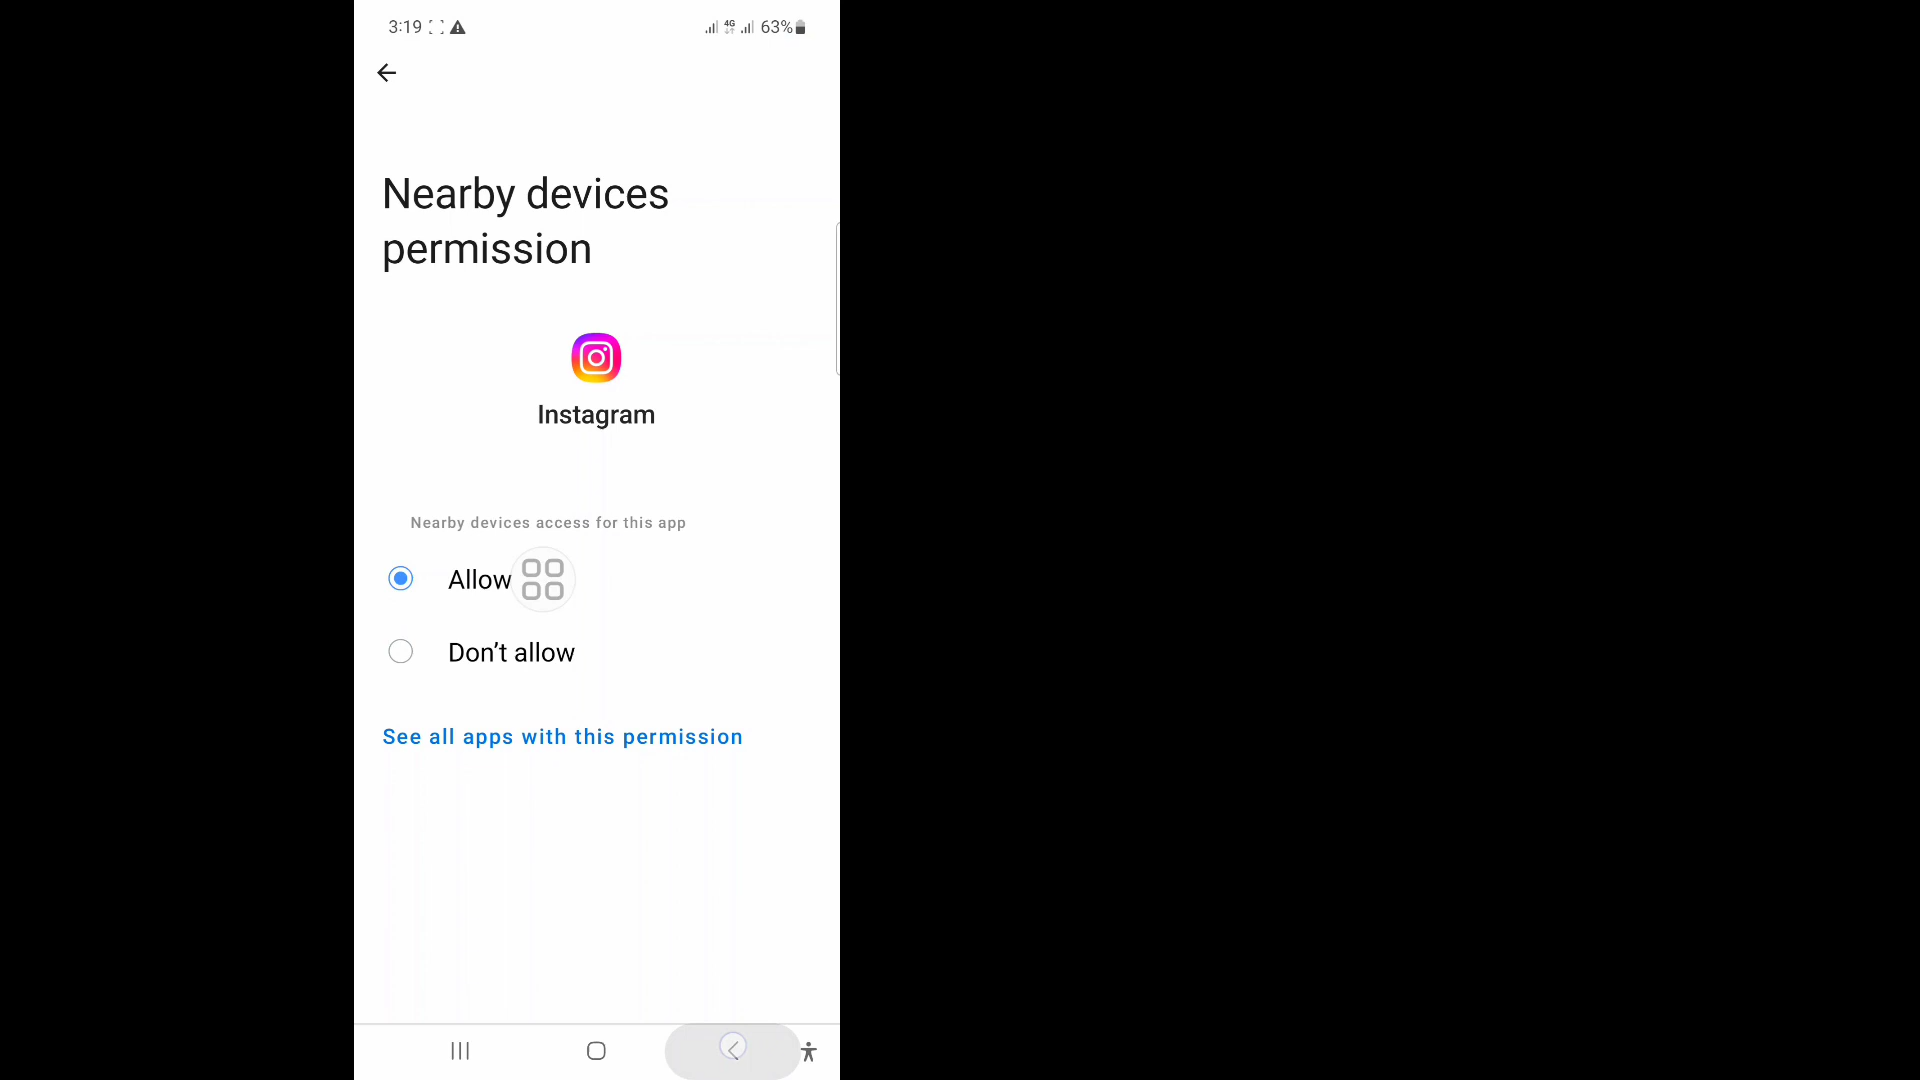 3:19 4G 63%
Nearby devices
permission
Instagram
Nearby devices access for this app
Allow
Don’t allow
See all apps with this permission